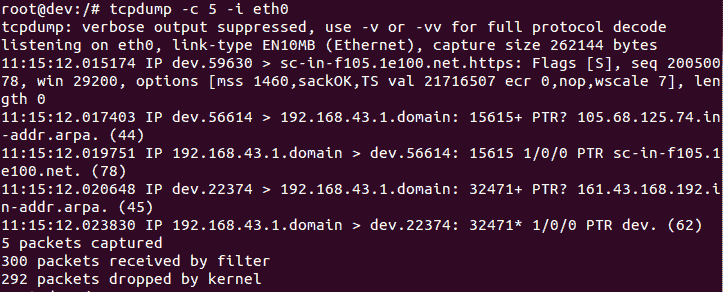 root@dev:/# tcpdump -c 5 -i eth0
tcpdump: verbose output suppressed, use -v or -vv for full protocol decode
listening on eth0, link-type EN10MB (Ethernet), capture size 262144 bytes
11:15:12.015174 IP dev.59630 > sc-in-f105.1e100.net.https: Flags [S], seq 200500
78, win 29200, options [mss 1460,sackOK,TS val 21716507 ecr 0,nop,wscale 7], len
gth 0
11:15:12.017403 IP dev.56614 > 192.168.43.1.domain: 15615+ PTR? 105.68.125.74.in
-addr.arpa. (44)
11:15:12.019751 IP 192.168.43.1.domain > dev.56614: 15615 1/0/0 PTR sc-in-f105.1
e100.net. (78)
11:15:12.020648 IP dev.22374 > 192.168.43.1.domain: 32471+ PTR? 161.43.168.192.i
n-addr.arpa. (45)
11:15:12.023830 IP 192.168.43.1.domain > dev.22374: 32471* 1/0/0 PTR dev. (62)
5 packets captured
300 packets received by filter
292 packets dropped by kernel